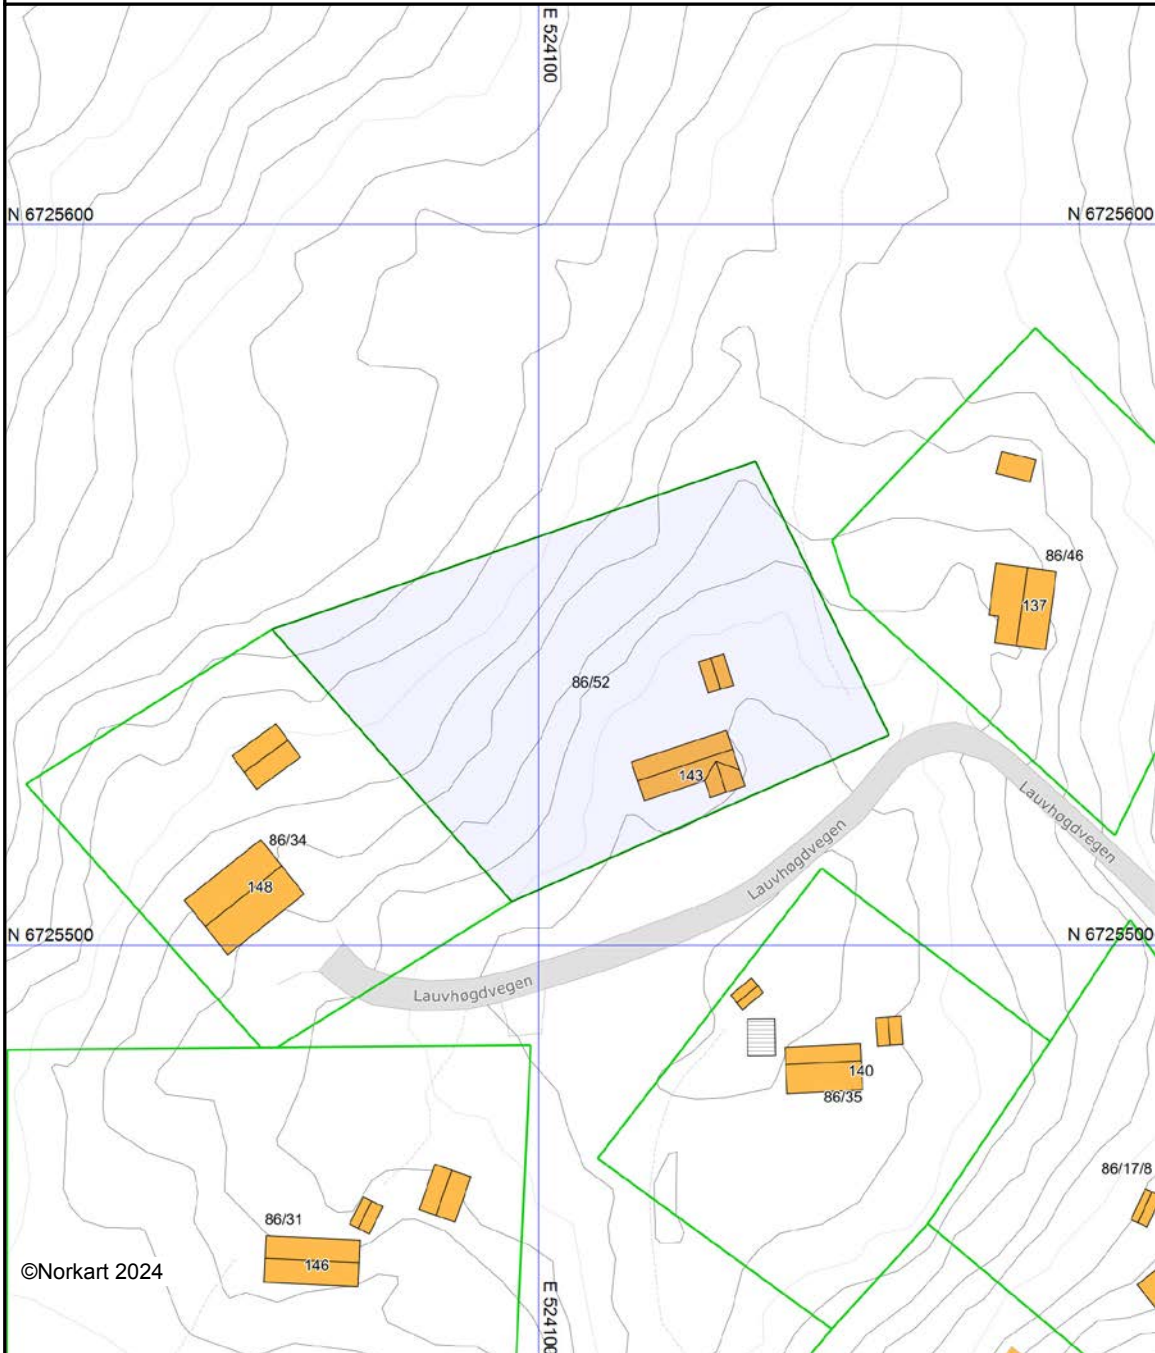 E 524100
N 6725600
N 6725600
86/46
137
86/52
143
Lauvhøgdvegen
86/34
Lauvhøgdvegen
148
N 6725500
N 6725500
Lauvhøgdvegen
140
86/35
86/17/8
86/31
146
©Norkart 2024
E 524100